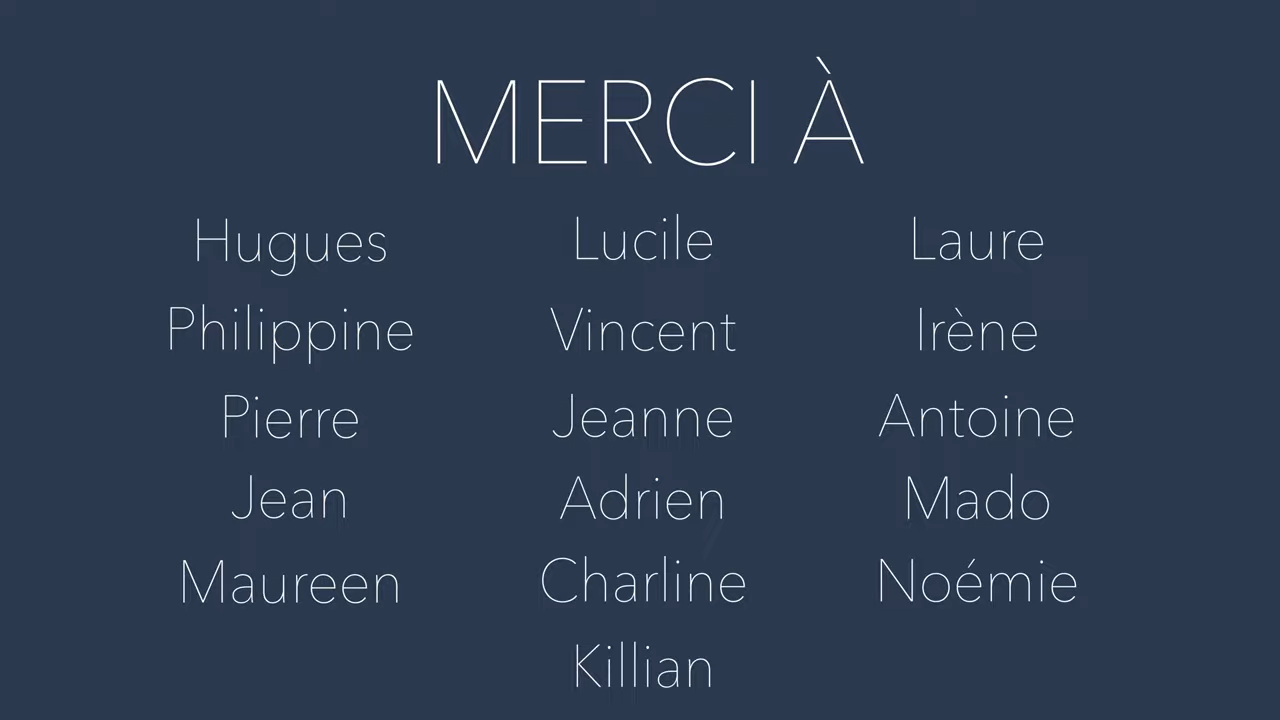 MERCI À
Hugues Lucile Laure
Philippine Vincent Irène
Pierre Jeanne Antoine
Jean Adrien Mado
Maureen Charline Noémie
Killian